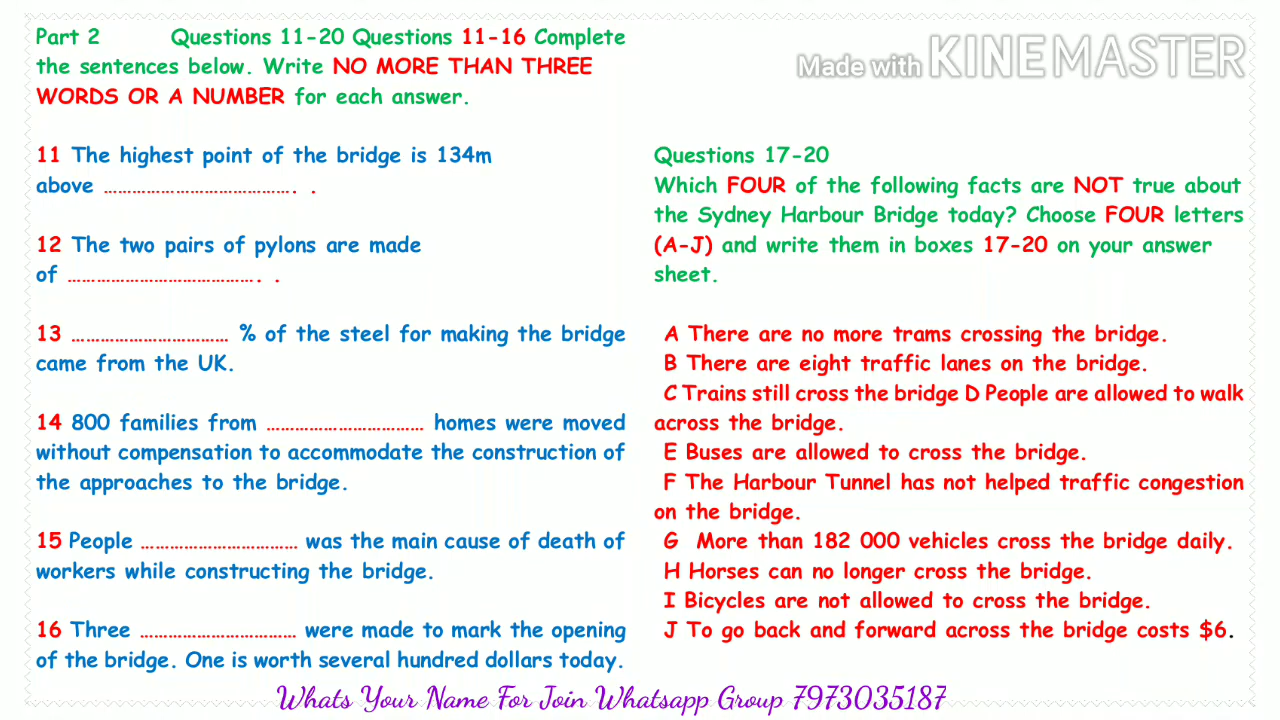 Part 2 Questions 11-20 Questions 11-16 Complete
the sentences below. Write NO MORE THAN THREE
WORDS OR A NUMBER for each answer.
11 The highest point of the bridge is 134m
above ………………………………… . .
12 The two pairs of pylons are made
of ………………………………… . .
13 …………………………… % of the steel for making the bridge
came from the UK.
14 800 families from …………………………… homes were moved
without compensation to accommodate the construction of
the approaches to the bridge.
15 People …………………………… was the main cause of death of
workers while constructing the bridge.
16 Three …………………………… were made to mark the opening
of the bridge. One is worth several hundred dollars today.
Made with KINEMASTER
Questions 17-20
Which FOUR of the following facts are NOT true about
the Sydney Harbour Bridge today? Choose FOUR letters
(A-J) and write them in boxes 17-20 on your answer
sheet.
A There are no more trams crossing the bridge.
B There are eight traffic lanes on the bridge.
C Trains still cross the bridge D People are allowed to walk
across the bridge.
E Buses are allowed to cross the bridge.
F The Harbour Tunnel has not helped traffic congestion
on the bridge.
G More than 182 000 vehicles cross the bridge daily.
H Horses can no longer cross the bridge.
I Bicycles are not allowed to cross the bridge.
J To go back and forward across the bridge costs $6.
Whats Your Name For Join Whatsapp Group 7973035187